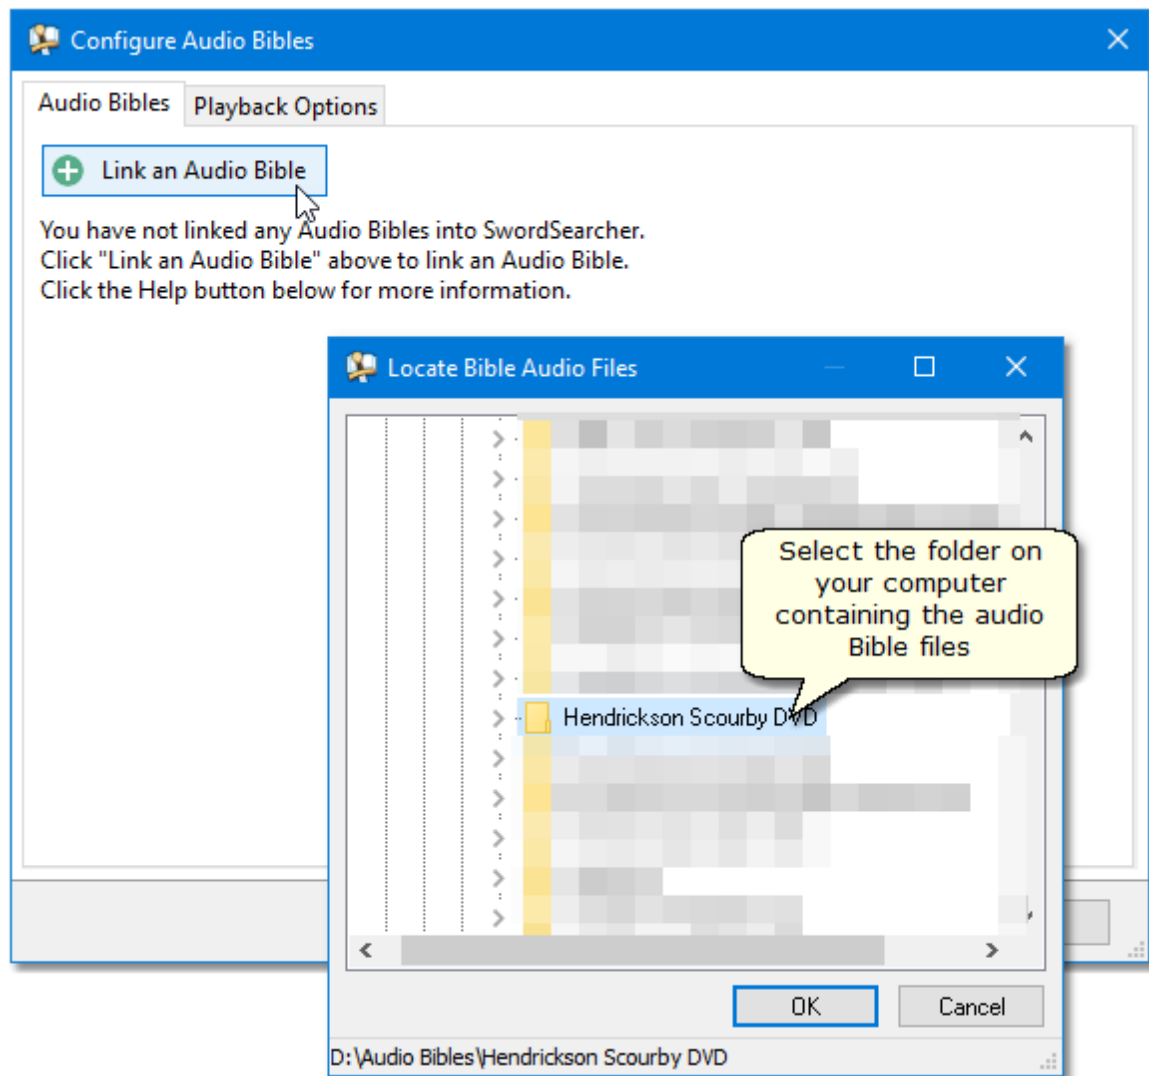 Configure Audio Bibles
Audio Bibles
Playback Options
Link an Audio Bible
You have not linked any Audio Bibles into SwordSearcher.
Click "Link an Audio Bible" above to link an Audio Bible.
Click the Help button below for more information.
Locate Bible Audio Files
Select the folder on
your computer
containing the audio
Bible files
Hendrickson Scourby DVD
OK
Cancel
D:\Audio Bibles\Hendrickson Scourby DVD